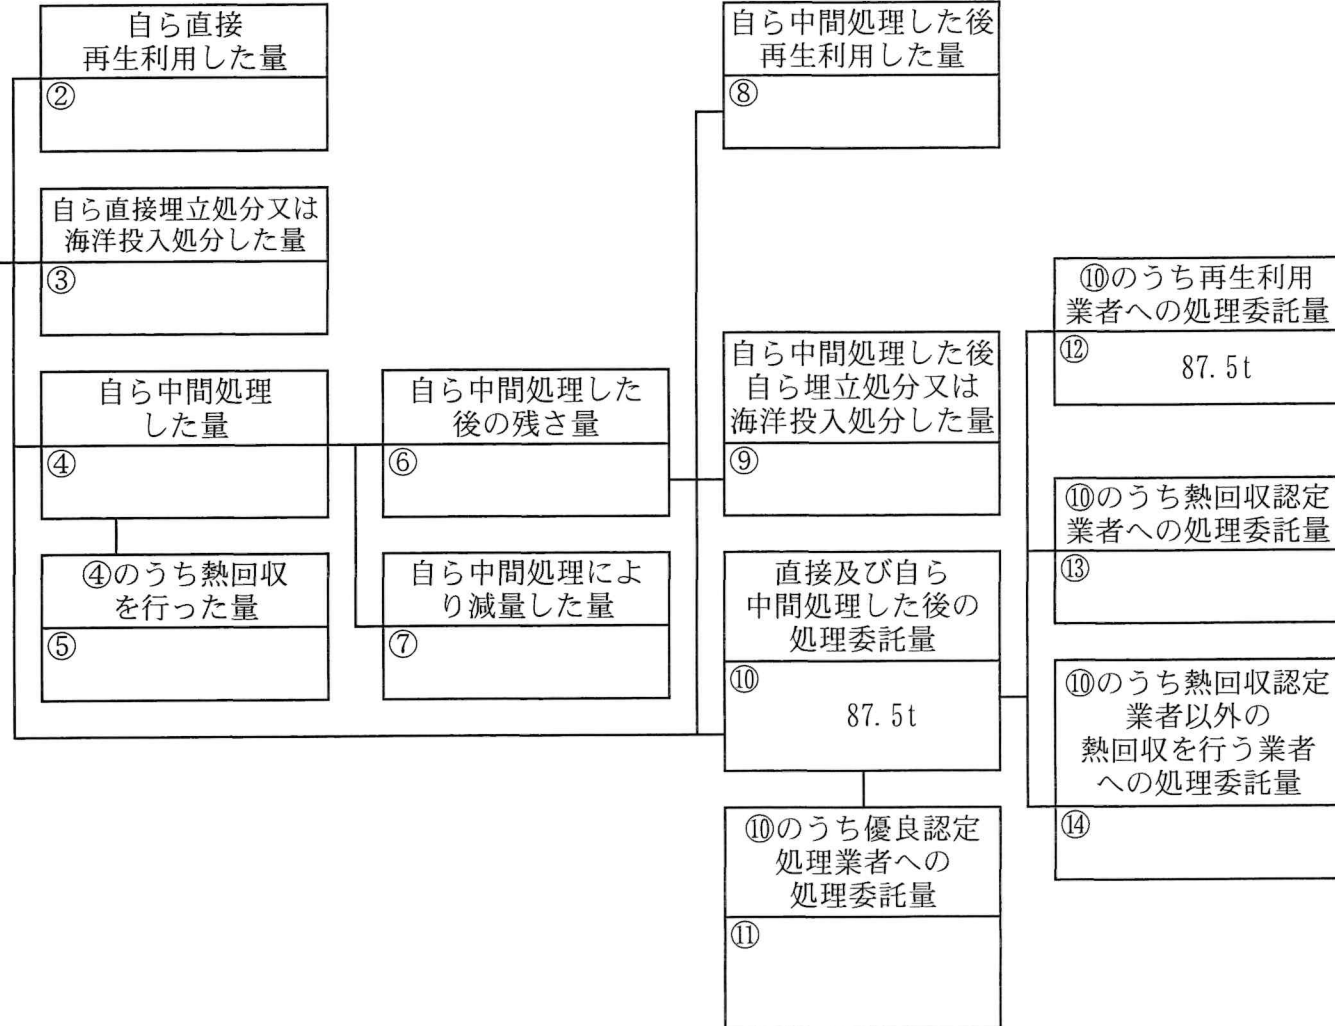 自ら直接
再生利用した量
②
自ら直接埋立処分又は
海洋投入処分した量
③
自ら中間処理
した量
④
④のうち熱回収
を行った量
⑤
自ら中間処理した
後の残さ量
⑥
自ら中間処理によ
り減量した量
⑦
自ら中間処理した後
再生利用した量
⑧
自ら中間処理した後
自ら埋立処分又は
海洋投入処分した量
⑨
直接及び自ら
中間処理した後の
処理委託量
⑩
87.5t
⑩のうち優良認定
処理業者への
処理委託量
⑪
⑩のうち再生利用
業者への処理委託量
⑫
87.5t
⑩のうち熱回収認定
業者への処理委託量
⑬
⑩のうち熱回収認定
業者以外の
熱回収を行う業者
への処理委託量
⑭